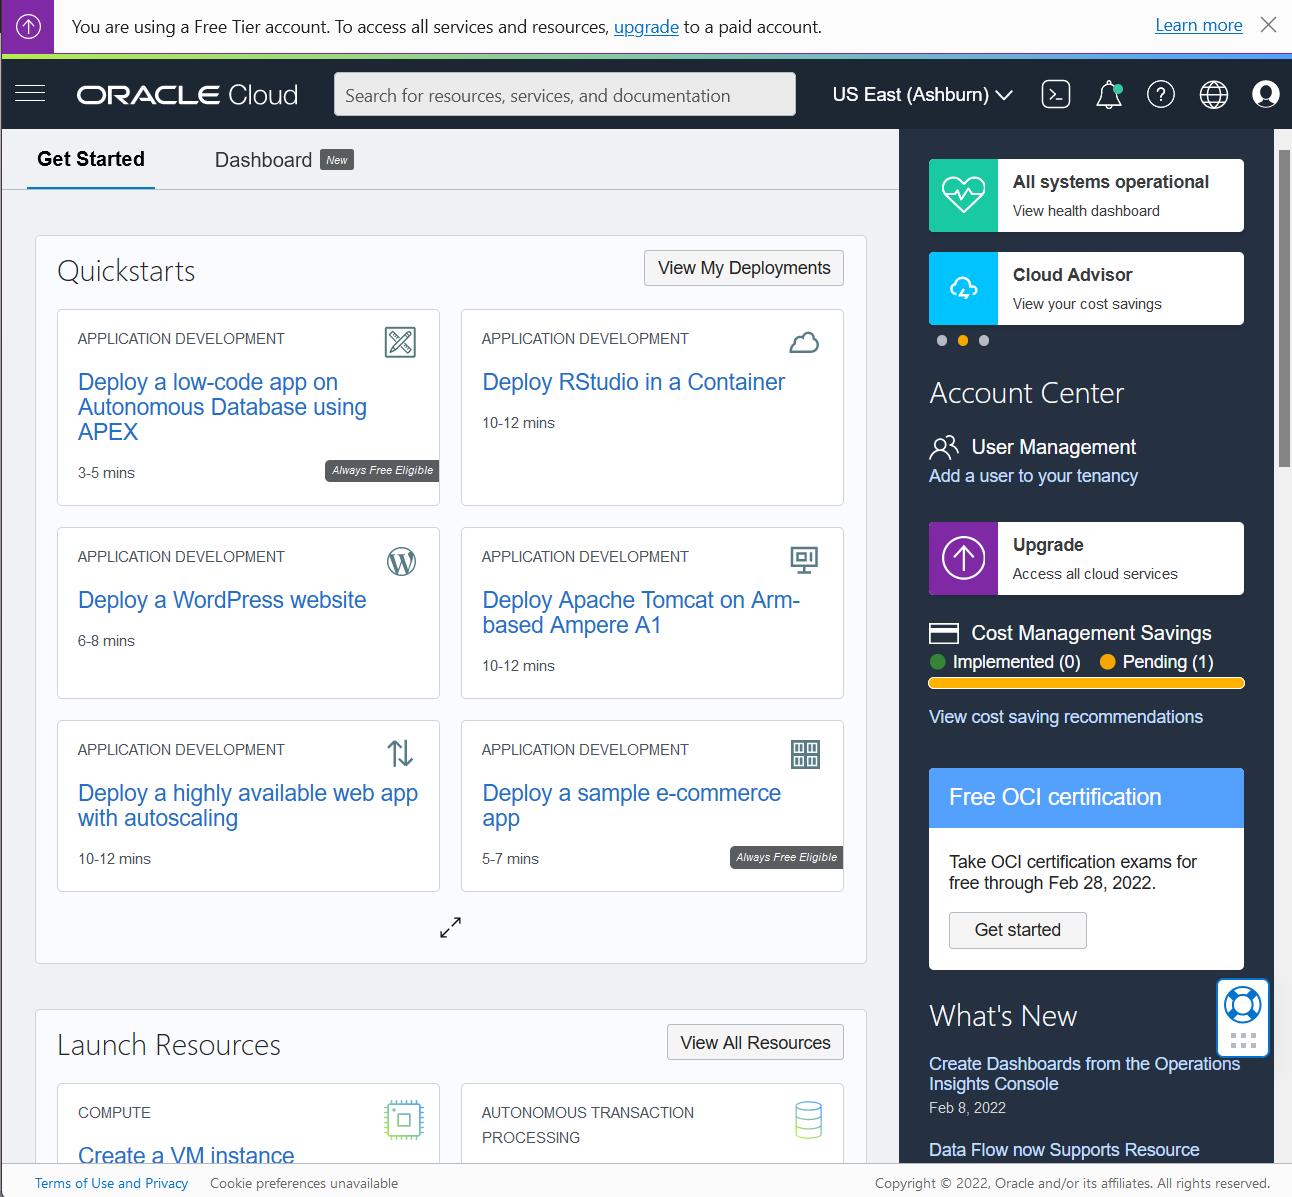 You are using a Free Tier account. To access all services and resources, upgrade to a paid account.
Learn more
ORACLE Cloud
Search for resources, services, and documentation
US East (Ashburn)
Get Started
Dashboard
New
Quickstarts
View My Deployments
APPLICATION DEVELOPMENT
Deploy a low-code app on
Autonomous Database using
APEX
3-5 mins
Always Free Eligible
APPLICATION DEVELOPMENT
Deploy RStudio in a Container
10-12 mins
APPLICATION DEVELOPMENT
Deploy a WordPress website
6-8 mins
APPLICATION DEVELOPMENT
Deploy Apache Tomcat on Arm-
based Ampere A1
10-12 mins
APPLICATION DEVELOPMENT
Deploy a highly available web app
with autoscaling
10-12 mins
APPLICATION DEVELOPMENT
Deploy a sample e-commerce
app
5-7 mins
Always Free Eligible
Launch Resources
View All Resources
COMPUTE
Create a VM instance
AUTONOMOUS TRANSACTION
PROCESSING
All systems operational
View health dashboard
Cloud Advisor
View your cost savings
Account Center
User Management
Add a user to your tenancy
Upgrade
Access all cloud services
Cost Management Savings
Implemented (0)
Pending (1)
View cost saving recommendations
Free OCI certification
Take OCI certification exams for
free through Feb 28, 2022.
Get started
What's New
Create Dashboards from the Operations
Insights Console
Feb 8, 2022
Data Flow now Supports Resource
Terms of Use and Privacy
Cookie preferences unavailable
Copyright © 2022, Oracle and/or its affiliates. All rights reserved.